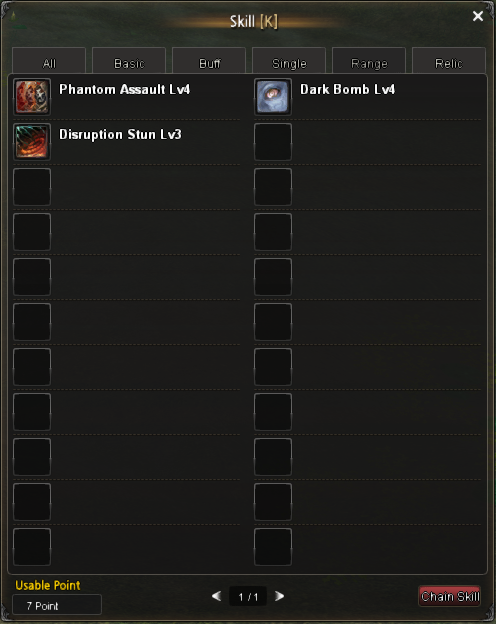 Skill [K]
All Basic Buff Single Range Relic
Phantom Assault Lv4
Dark Bomb Lv4
Disruption Stun Lv3
Usable Point
7 Point
1 / 1
Chain Skill